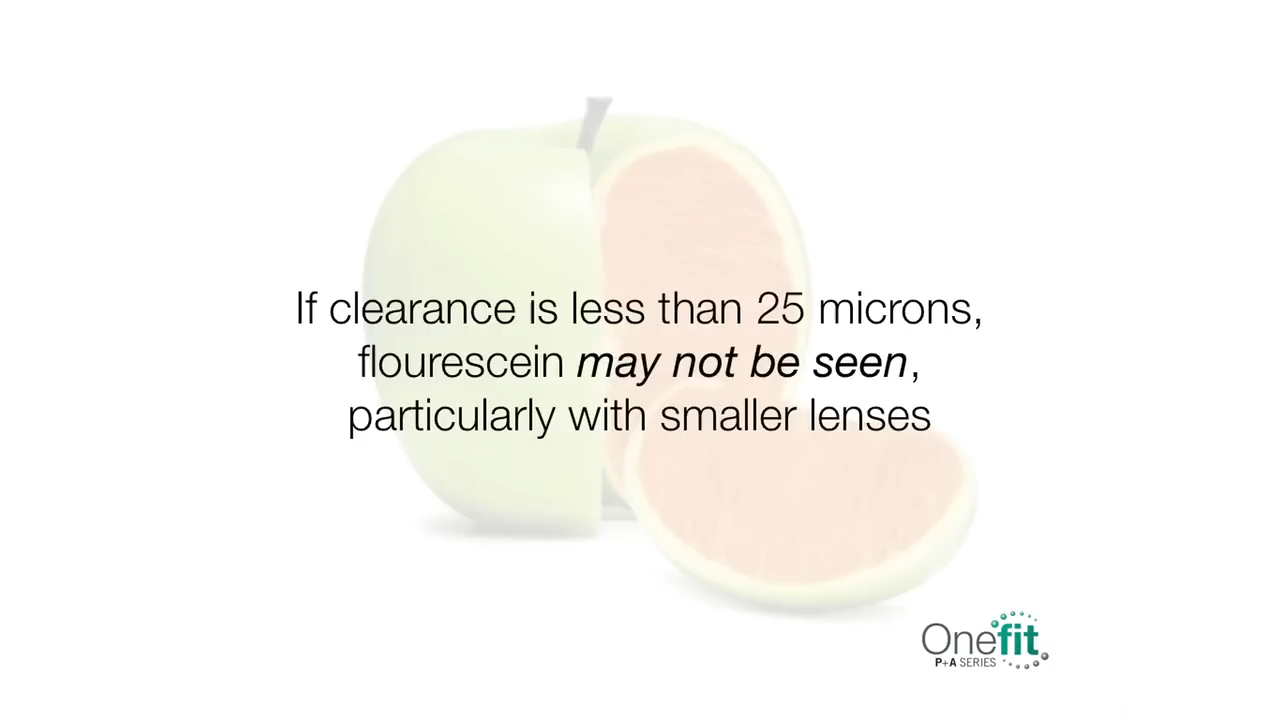 If clearance is less than 25 microns,
flourescein may not be seen,
particularly with smaller lenses
Onefit
P+A SERIES